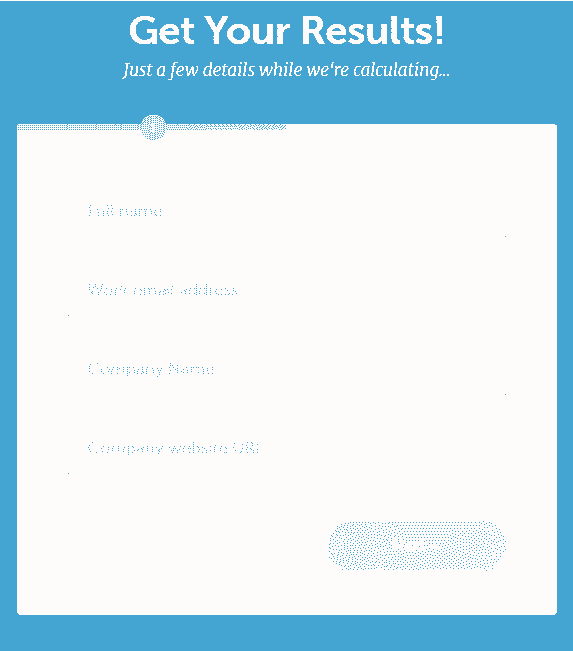 Get Your Results!
Just a few details while we're calculating...
Full name
Work email address
Company Name
Company website URL